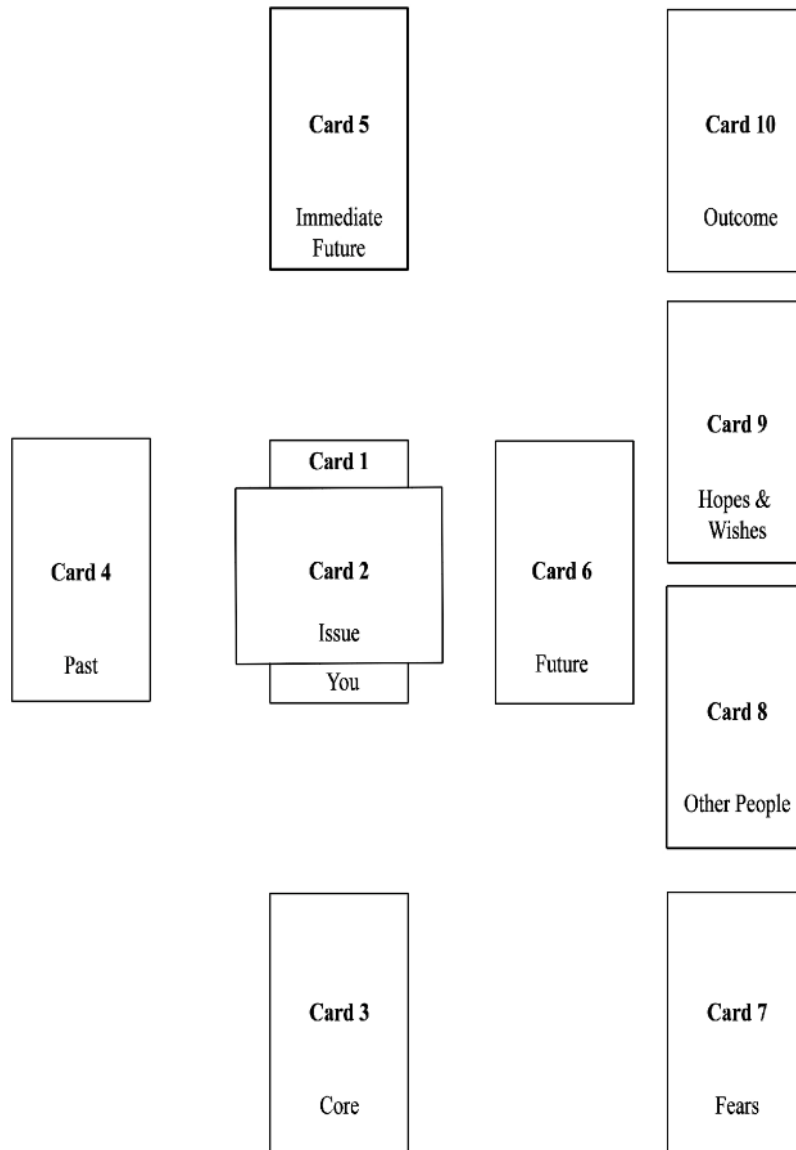 Card 5
Immediate
Future
Card 10
Outcome
Card 9
Hopes &
Wishes
Card 4
Past
Card 1
Card 2
Issue
You
Card 6
Future
Card 8
Other People
Card 3
Core
Card 7
Fears